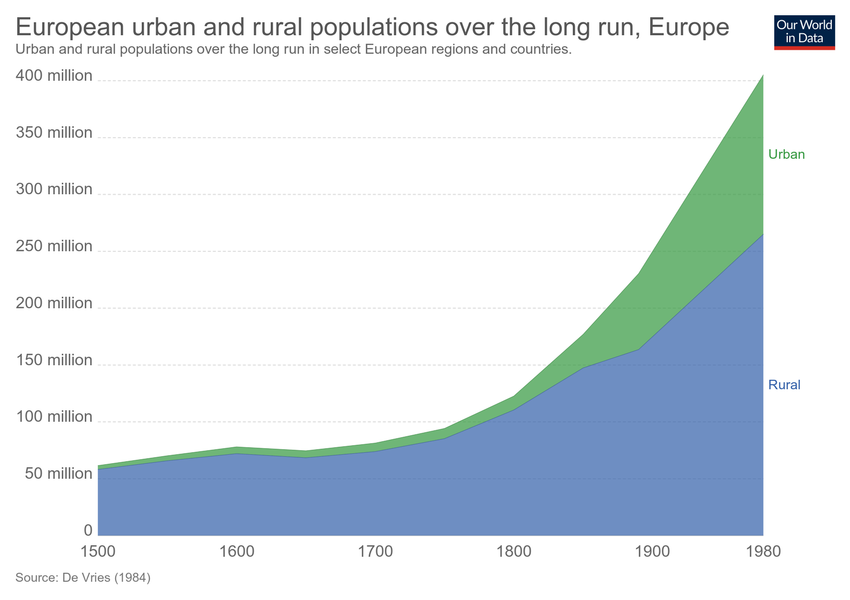 European urban and rural populations over the long run, Europe
Urban and rural populations over the long run in select European regions and countries.
Our World
in Data
400 million
350 million
300 million
250 million
200 million
150 million
100 million
50 million
0
Urban
Rural
1500 1600 1700 1800 1900 1980
Source: De Vries (1984)